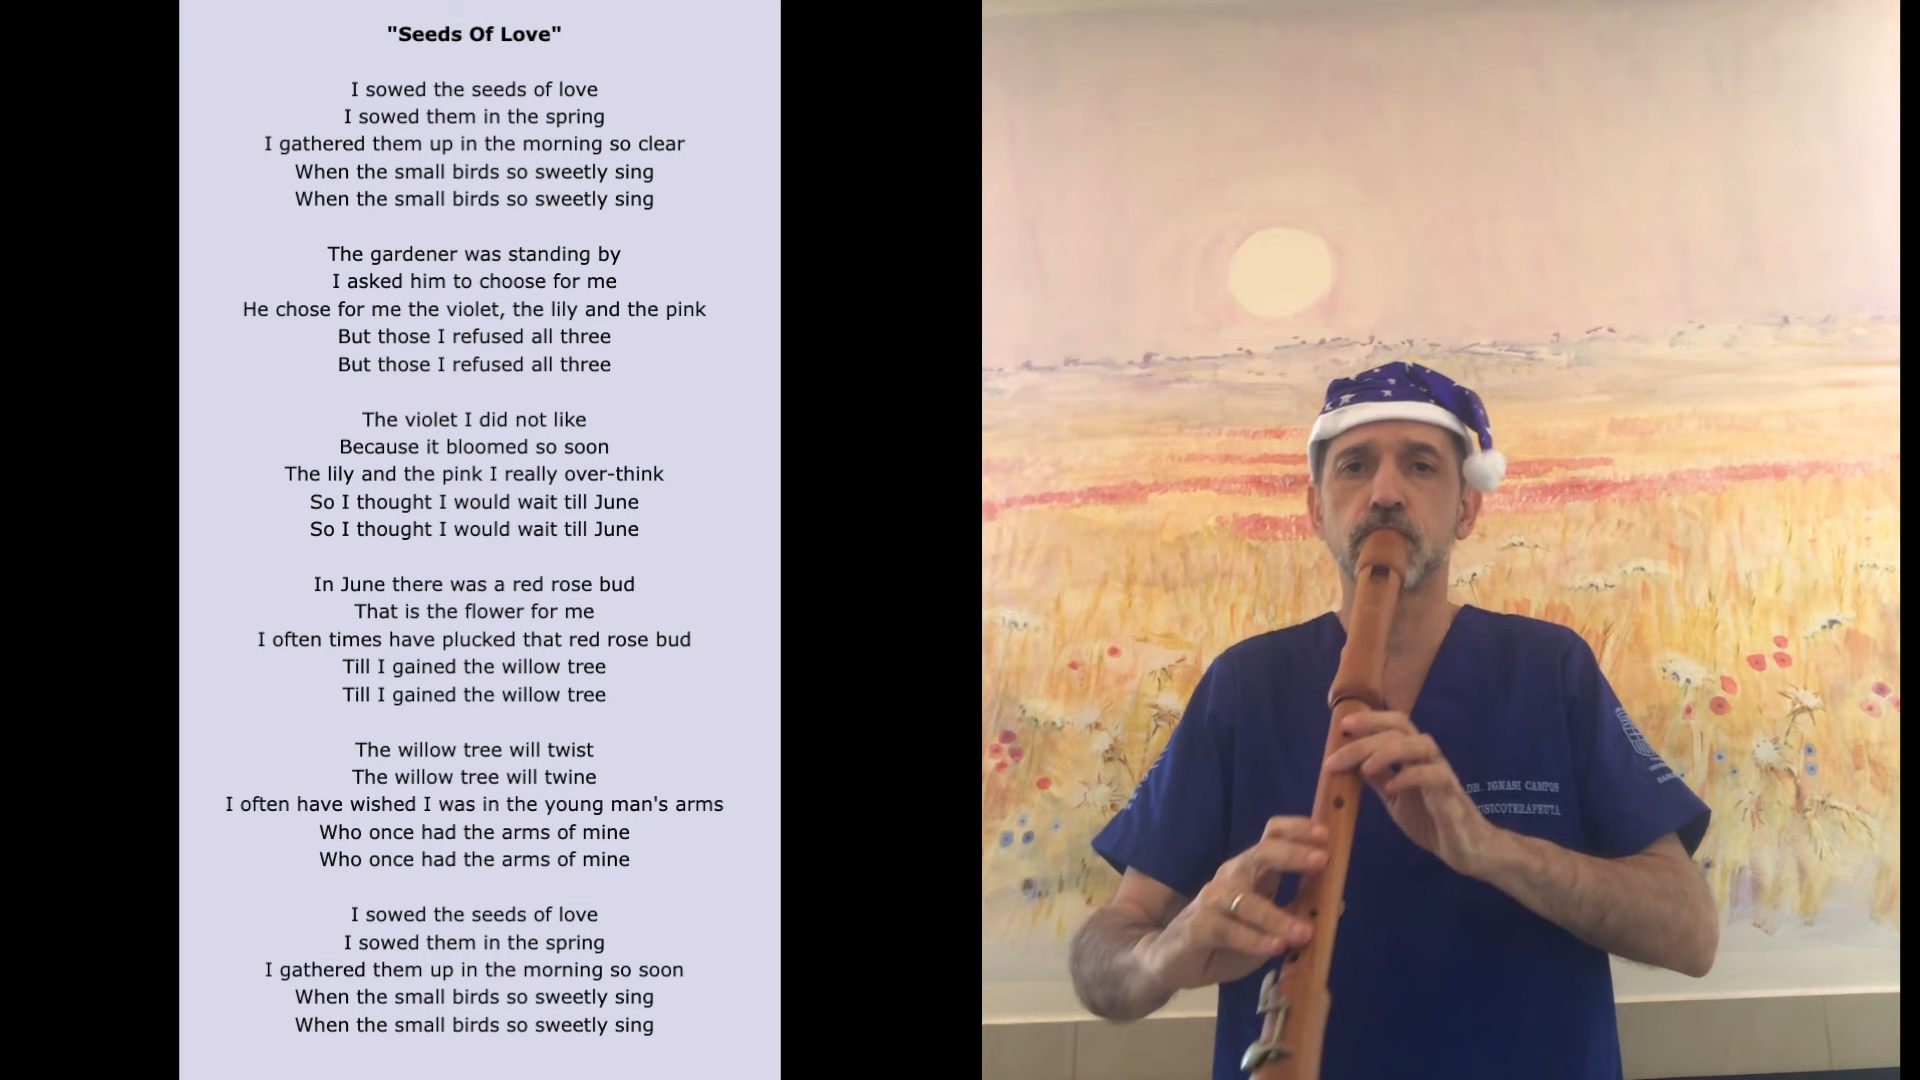 "Seeds Of Love"
I sowed the seeds of love
I sowed them in the spring
I gathered them up in the morning so clear
When the small birds so sweetly sing
When the small birds so sweetly sing
The gardener was standing by
I asked him to choose for me
He chose for me the violet, the lily and the pink
But those I refused all three
But those I refused all three
The violet I did not like
Because it bloomed so soon
The lily and the pink I really over-think
So I thought I would wait till June
So I thought I would wait till June
In June there was a red rose bud
That is the flower for me
I often times have plucked that red rose bud
Till I gained the willow tree
Till I gained the willow tree
The willow tree will twist
The willow tree will twine
I often have wished I was in the young man's arms
Who once had the arms of mine
Who once had the arms of mine
I sowed the seeds of love
I sowed them in the spring
I gathered them up in the morning so soon
When the small birds so sweetly sing
When the small birds so sweetly sing
DR. IGNASI CAMPOS
USICOTERAPEUTA